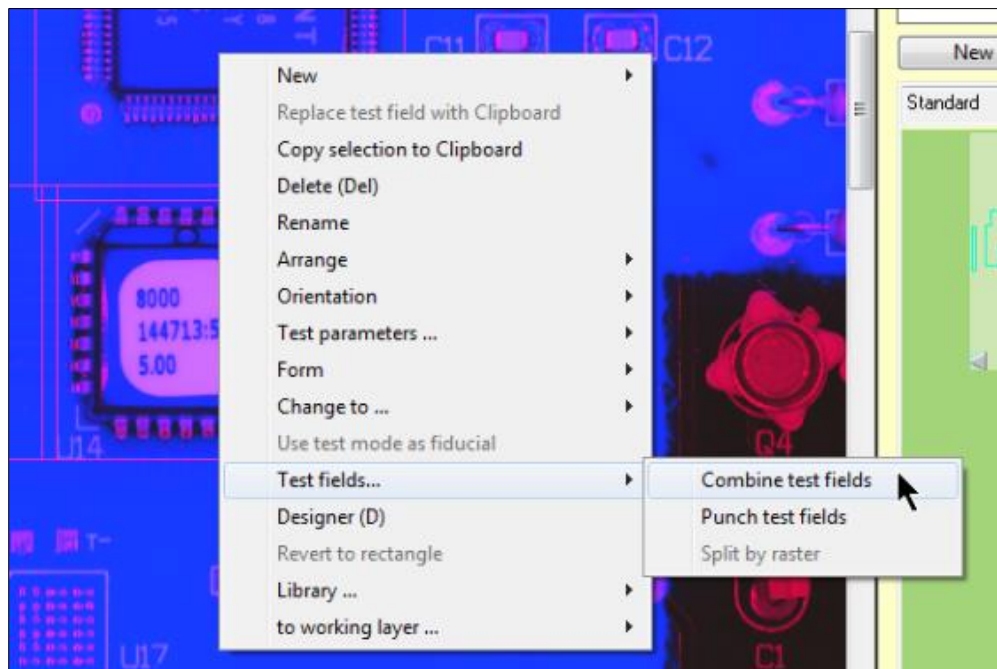 C11
C12
New
Replace test field with Clipboard
Copy selection to Clipboard
Delete (Del)
Rename
Arrange
Orientation
Test parameters ...
Form
Change to ...
Use test mode as fiducial
Test fields...
Designer (D)
Revert to rectangle
Library ...
to working layer ...
Combine test fields
Punch test fields
Split by raster
New
Standard
8000
144713:5
5.00
U14
Q4
T-
U17
C1